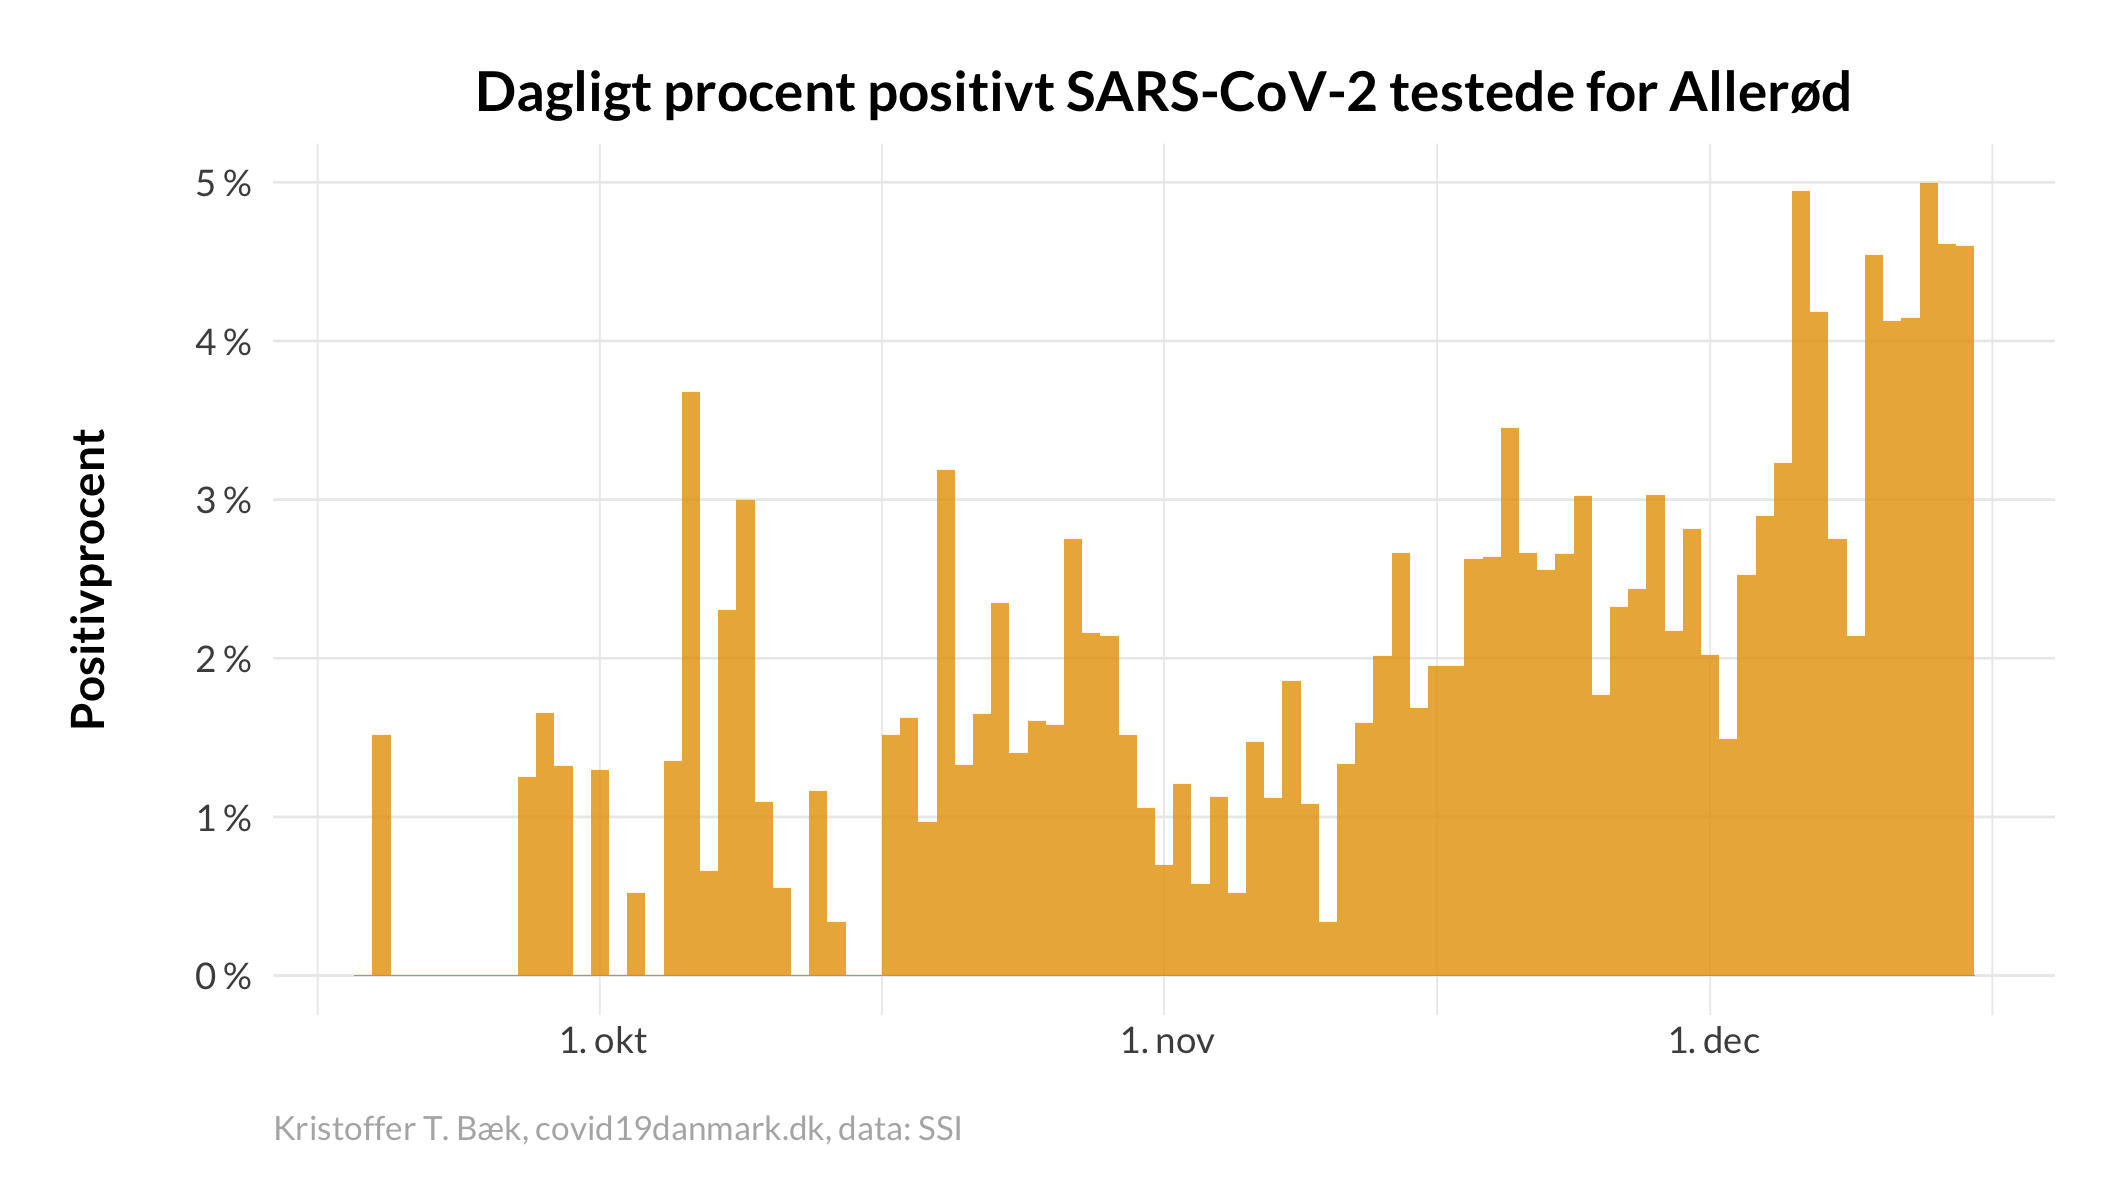 Dagligt procent positivt SARS-CoV-2 testede for Allerød
Positivprocent
5 %
4 %
3 %
2 %
1 %
0 %
1. okt
1. nov
1. dec
Kristoffer T. Bæk, covid19danmark.dk, data: SSI